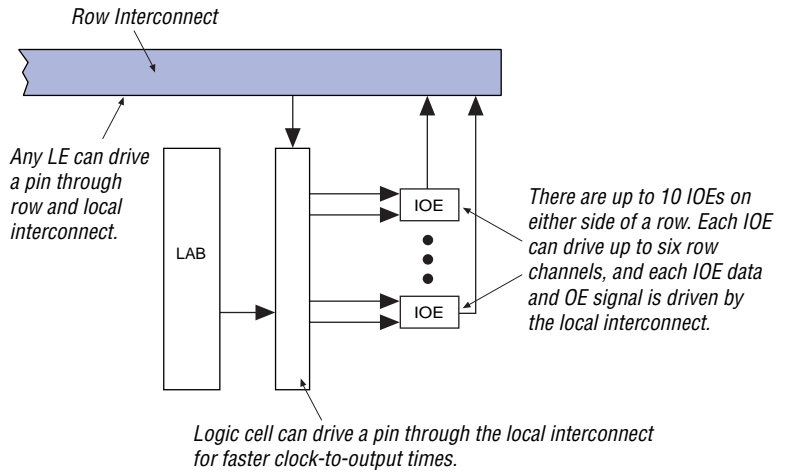 Row Interconnect
Any LE can drive
a pin through
row and local
interconnect.
LAB
IOE
IOE
There are up to 10 IOEs on
either side of a row. Each IOE
can drive up to six row
channels, and each IOE data
and OE signal is driven by
the local interconnect.
Logic cell can drive a pin through the local interconnect
for faster clock-to-output times.